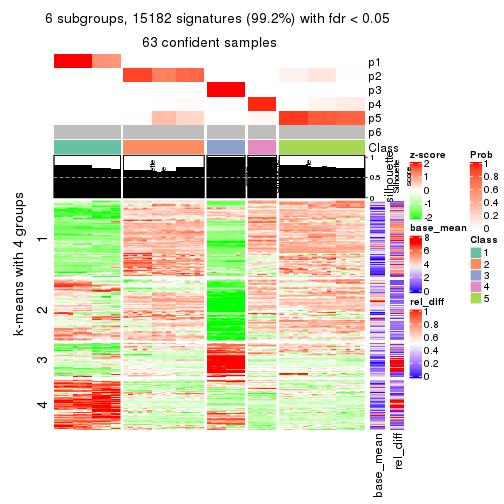 6 subgroups, 15182 signatures (99.2%) with fdr < 0.05
63 confident samples
p1
p2
p3
p4
p5
p6
Class
1
0.5
0
silhouette
Silhouette
score
k-means with 4 groups
1
2
3
4
base_mean
rel_diff
z-score
2
1
0
-1
-2
base_mean
8
6
4
2
0
rel_diff
1
0.8
0.6
0.4
0.2
0
Prob
1
0.8
0.6
0.4
0.2
0
Class
1
2
3
4
5